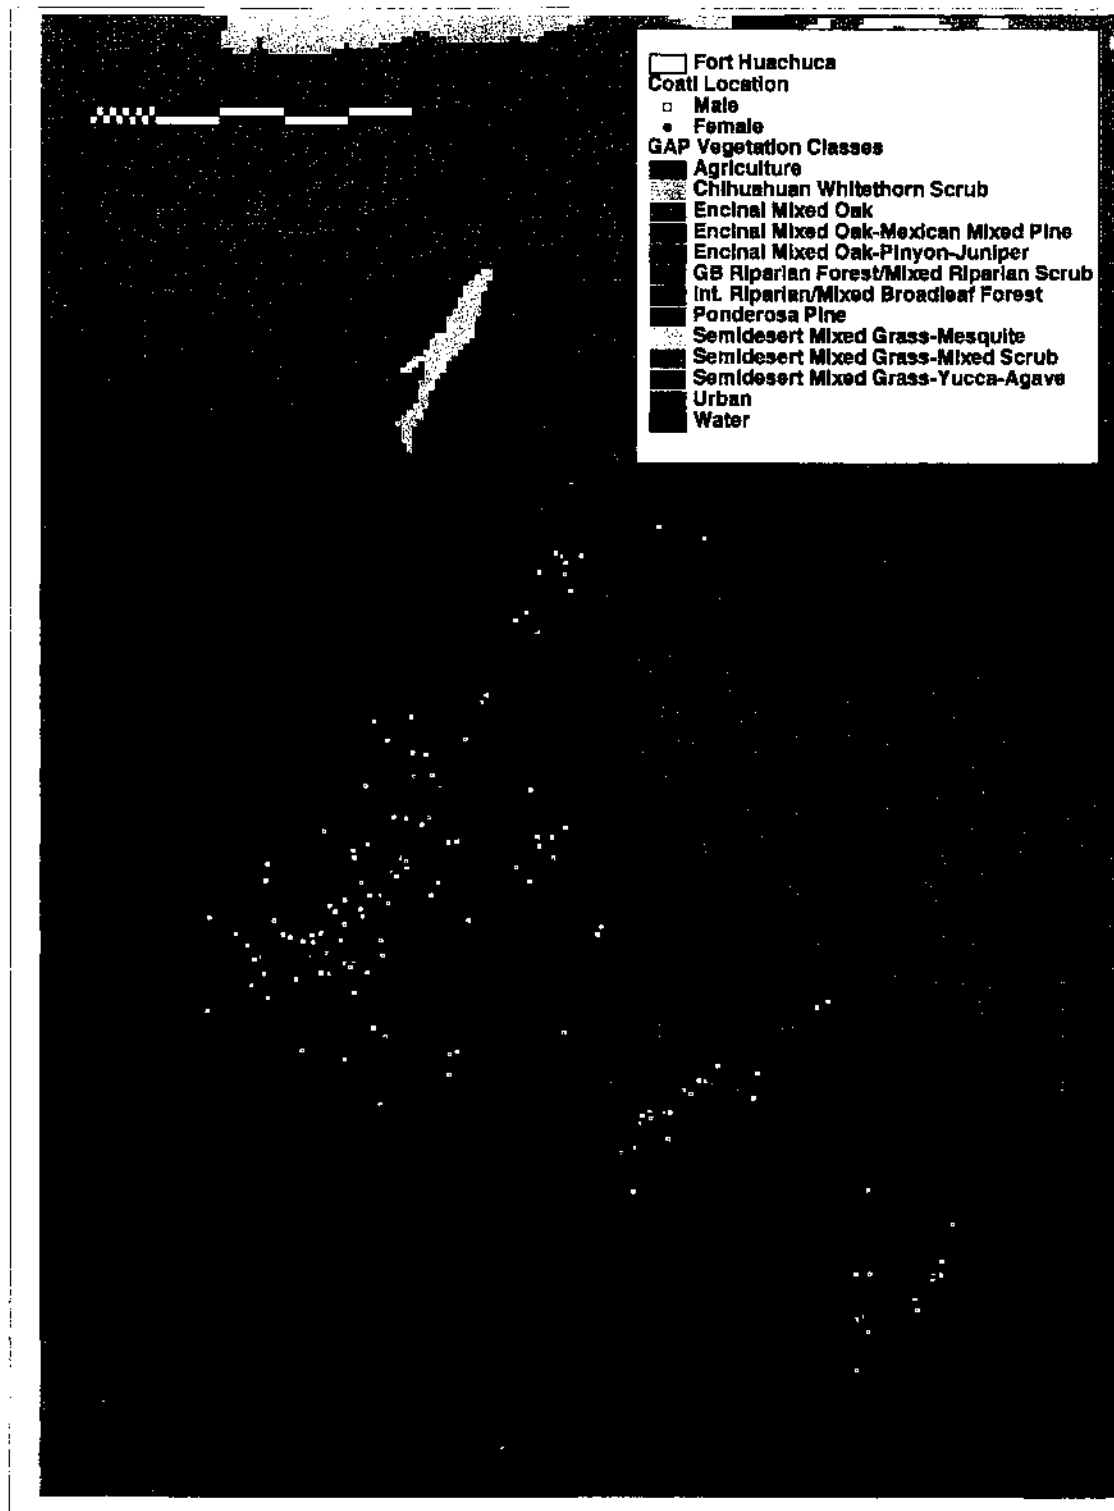 Fort Huachuca
Coati Location
Male
Female
GAP Vegetation Classes
Agriculture
Chihuahuan Whitethorn Scrub
Encinal Mixed Oak
Encinal Mixed Oak-Mexican Mixed Pine
Encinal Mixed Oak-Pinyon-Juniper
GB Riparian Forest/Mixed Riparian Scrub
Int. Riparian/Mixed Broadleaf Forest
Ponderosa Pine
Semidesert Mixed Grass-Mesquite
Semidesert Mixed Grass-Mixed Scrub
Semidesert Mixed Grass-Yucca-Agave
Urban
Water